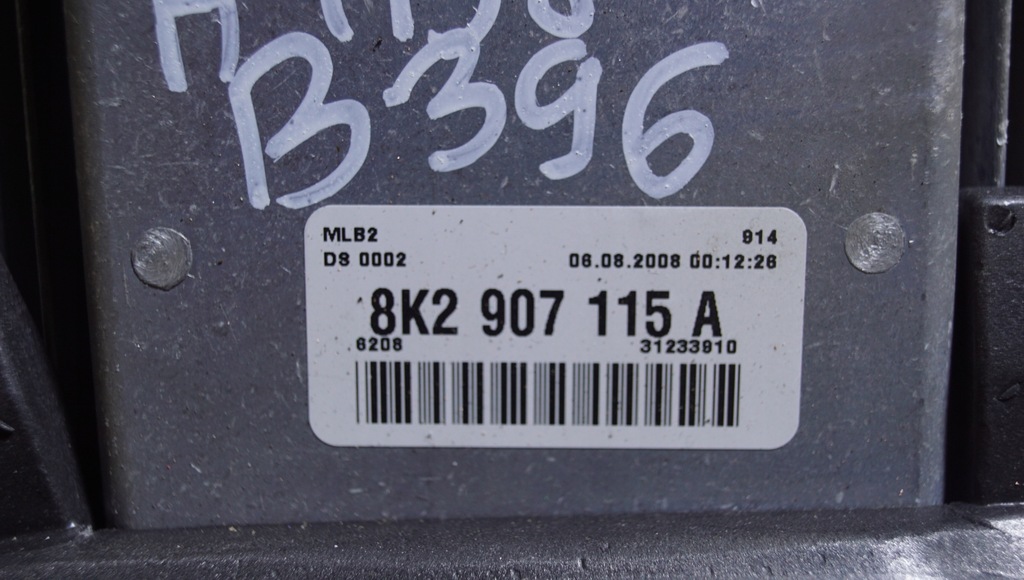 B396
MLB2 914
DS 0002 06.08.2008 00:12:26
8K2 907 115 A
6208 31233910